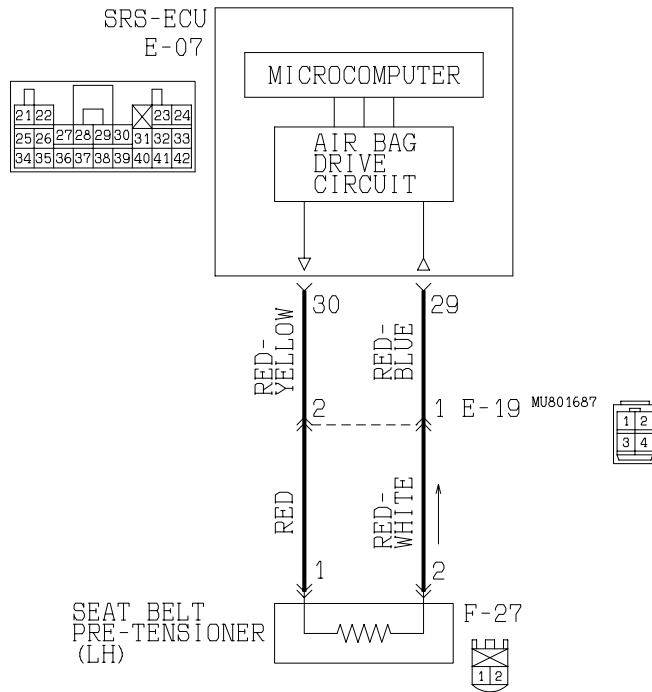 SRS-ECU
E-07
MICROCOMPUTER
AIR BAG
DRIVE
CIRCUIT
21 22 23 24
25 26 27 28 29 30 31 32 33
34 35 36 37 38 39 40 41 42
30 29
RED-
YELLOW
RED-
BLUE
2 1 E-19 MU801687
1 2
3 4
RED
RED-
WHITE
1 2
SEAT BELT
PRE-TENSIONER
(LH)
F-27
1 2